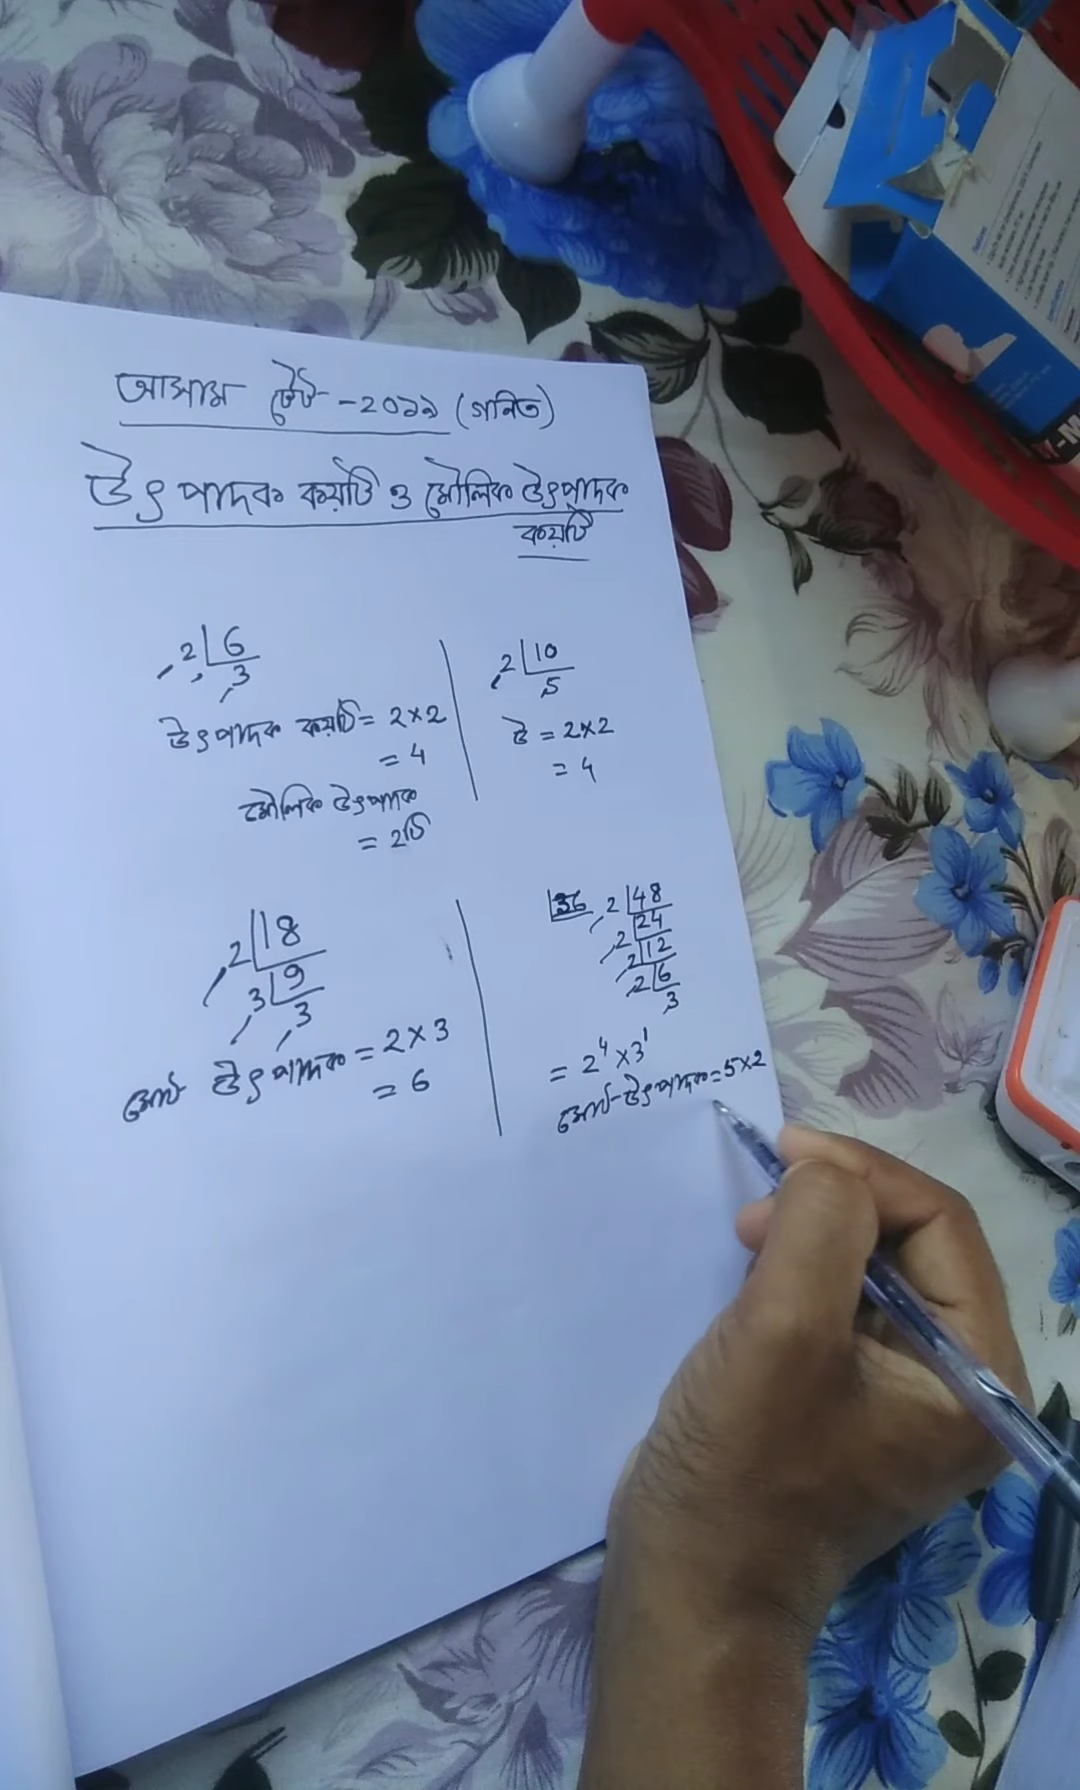 আসাম টেট-২০১৯ (গনিত)
উৎপাদক কয়টি ও মৌলিক উৎপাদক
কয়টি
2 6
3
উৎপাদক কয়টি = 2×2
= 4
মৌলিক উৎপাদক
= 2টি
2 10
5
উ = 2×2
= 4
2 18
3 9
3
মোট উৎপাদক = 2×3
= 6
36
2 48
2 24
2 12
2 6
3
= 2⁴×3¹
মোট উৎপাদক = 5×2